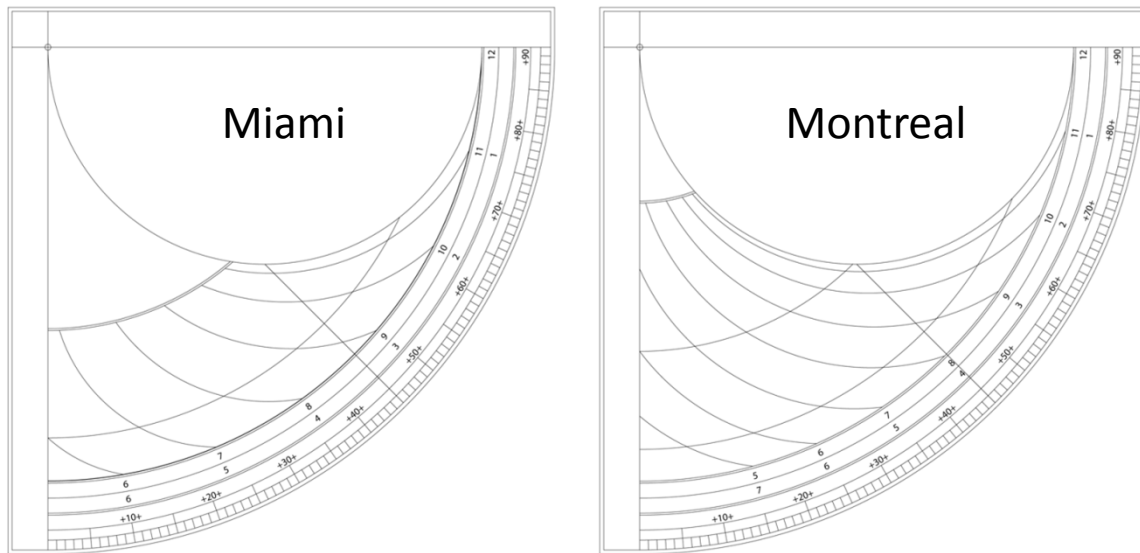 Miami
12 11 10 9 8 7 6
1 2 3 4 5 6
+90 +80+ +70+ +60+ +50+ +40+ +30+ +20+ +10+
Montreal
12 11 10 9 8 7 6 5
1 2 3 4 5 6 7
+90 +80+ +70+ +60+ +50+ +40+ +30+ +20+ +10+